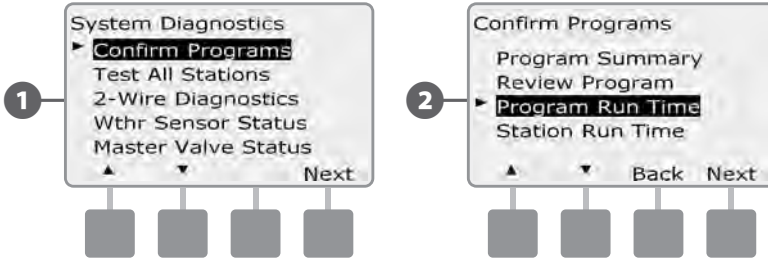 1
System Diagnostics
Confirm Programs
Test All Stations
2-Wire Diagnostics
Wthr Sensor Status
Master Valve Status
Next
2
Confirm Programs
Program Summary
Review Program
Program Run Time
Station Run Time
Back Next